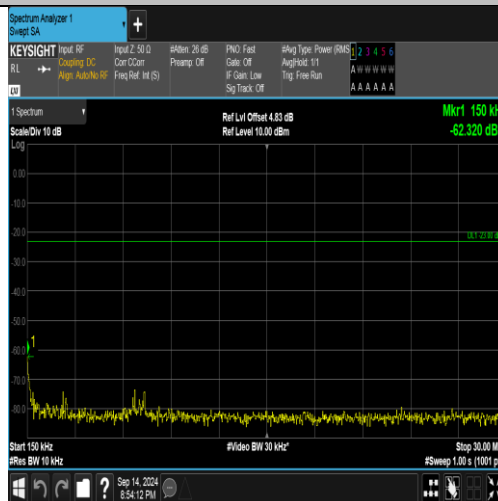 Spectrum Analyzer 1
Swept SA
+
KEYSIGHT
RL
Input: RF
Coupling: DC
Align: Auto/No RF
Input Z: 50 Ω
Corr CCorr
Freq Ref: Int (S)
#Atten: 26 dB
Preamp: Off
PNO: Fast
Gate: Off
IF Gain: Low
Sig Track: Off
#Avg Type: Power (RMS
Avg|Hold: 1/1
Trig: Free Run
1 2 3 4 5 6
A W W W W W
A A A A A A
1 Spectrum
Scale/Div 10 dB
Ref Lvl Offset 4.83 dB
Ref Level 10.00 dBm
Mkr1 150 kH
-62.320 dB
Log
0.00
-10.0
-20.0
DL1 -23.00 d
-30.0
-40.0
-50.0
1
-60.0
-70.0
-80.0
Start 150 kHz
#Res BW 10 kHz
#Video BW 30 kHz*
Stop 30.00 M
#Sweep 1.00 s (1001 p
?
Sep 14, 2024
8:54:12 PM